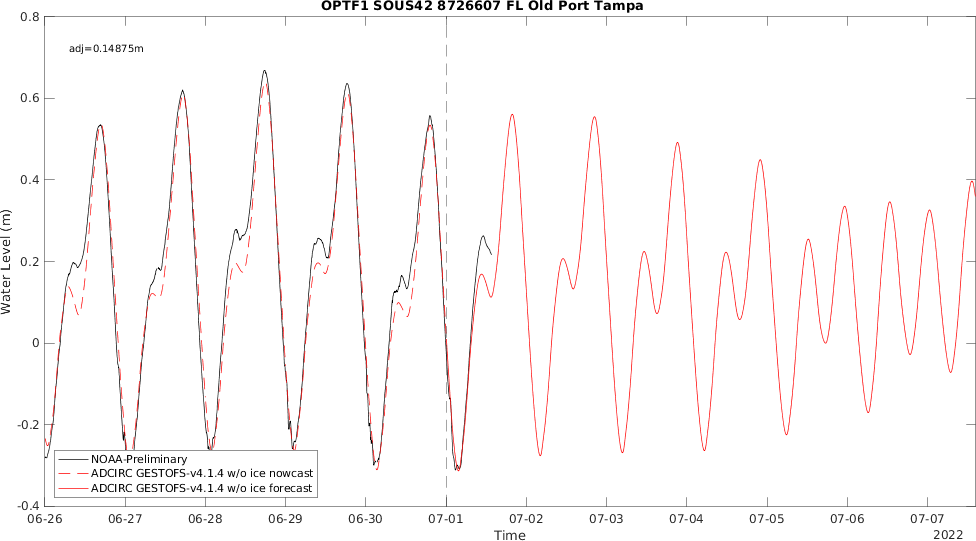 OPTF1 SOUS42 8726607 FL Old Port Tampa
0.8
adj=0.14875m
0.6
0.4
0.2
0
-0.2
-0.4
Water Level (m)
NOAA-Preliminary
ADCIRC GESTOFS-v4.1.4 w/o ice nowcast
ADCIRC GESTOFS-v4.1.4 w/o ice forecast
06-26 06-27 06-28 06-29 06-30 07-01 07-02 07-03 07-04 07-05 07-06 07-07
Time
2022